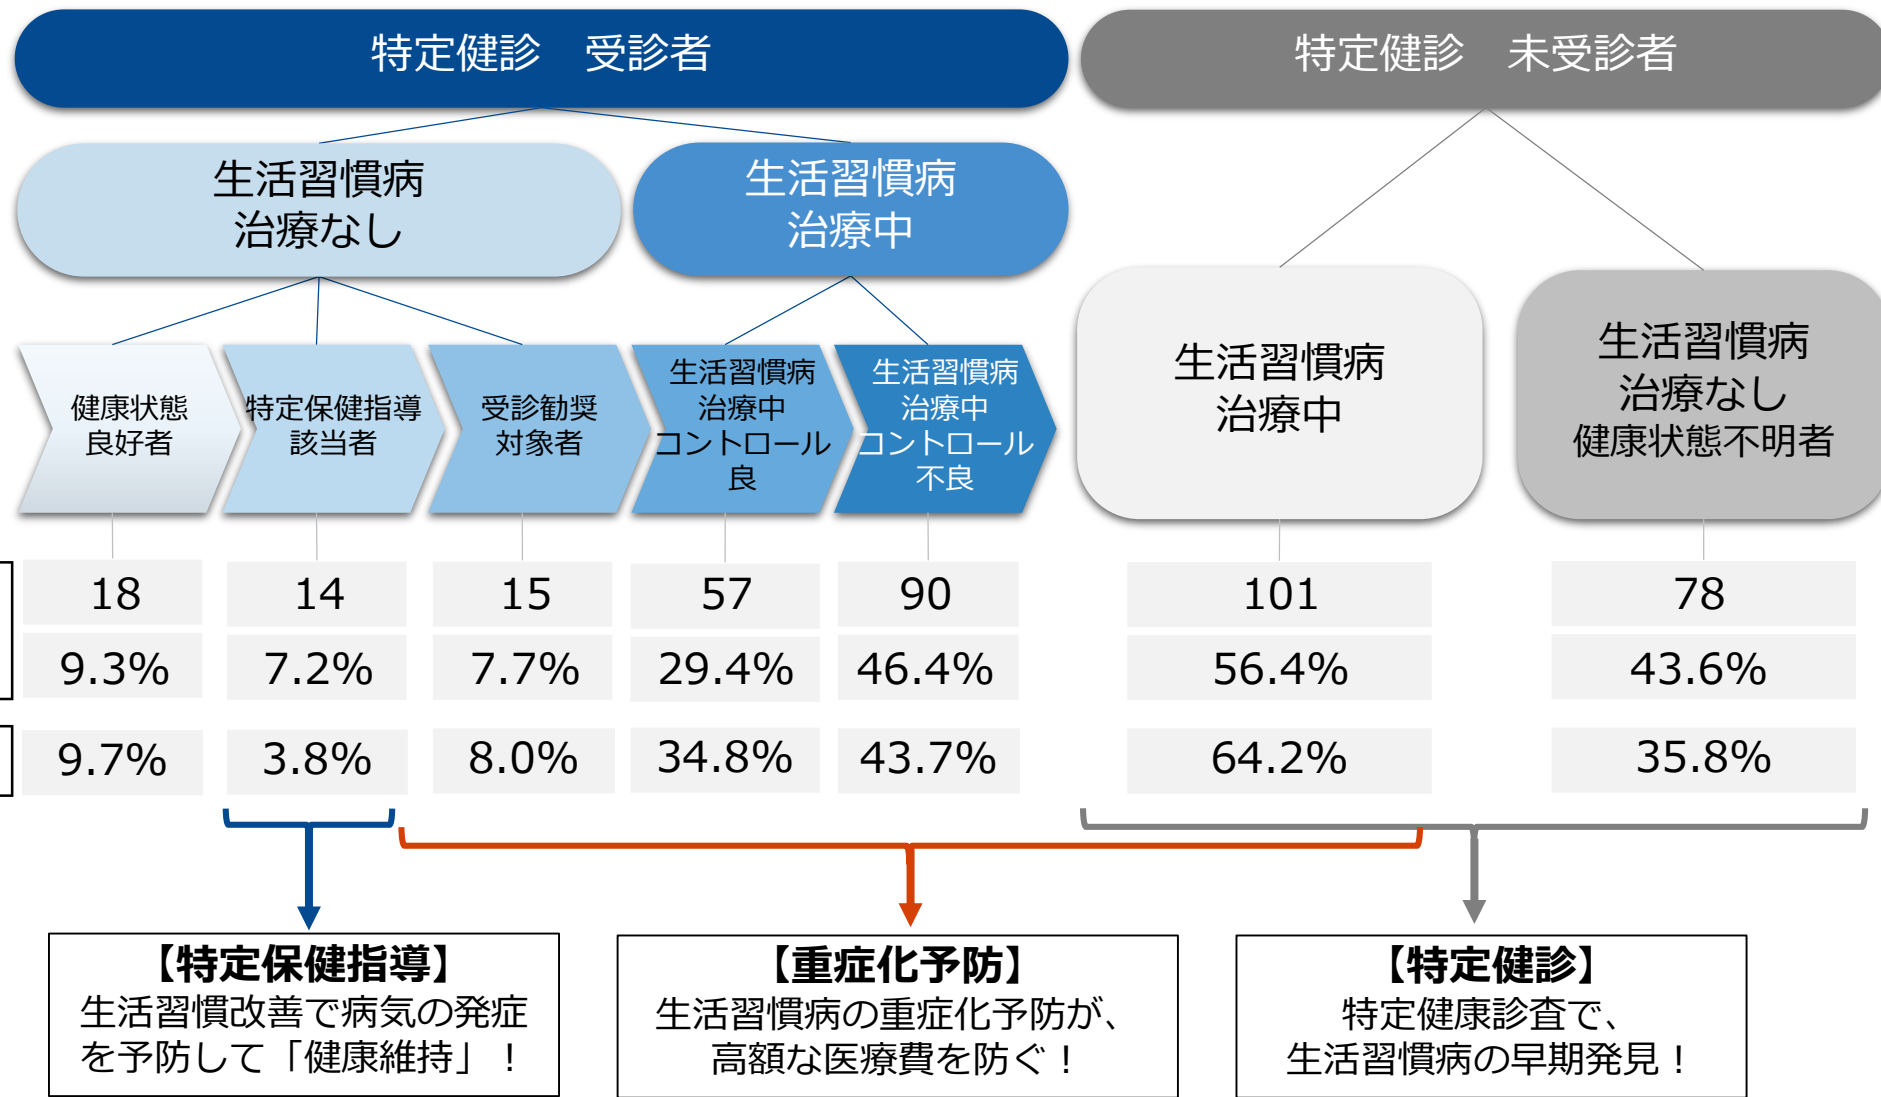 特定健診　受診者
特定健診　未受診者
生活習慣病
治療なし
生活習慣病
治療中
健康状態
良好者
特定保健指導
該当者
受診勧奨
対象者
生活習慣病
治療中
コントロール
良
生活習慣病
治療中
コントロール
不良
生活習慣病
治療中
生活習慣病
治療なし
健康状態不明者
18 14 15 57 90 101 78
9.3% 7.2% 7.7% 29.4% 46.4% 56.4% 43.6%
9.7% 3.8% 8.0% 34.8% 43.7% 64.2% 35.8%
【特定保健指導】
生活習慣改善で病気の発症
を予防して「健康維持」！
【重症化予防】
生活習慣病の重症化予防が、
高額な医療費を防ぐ！
【特定健診】
特定健康診査で、
生活習慣病の早期発見！